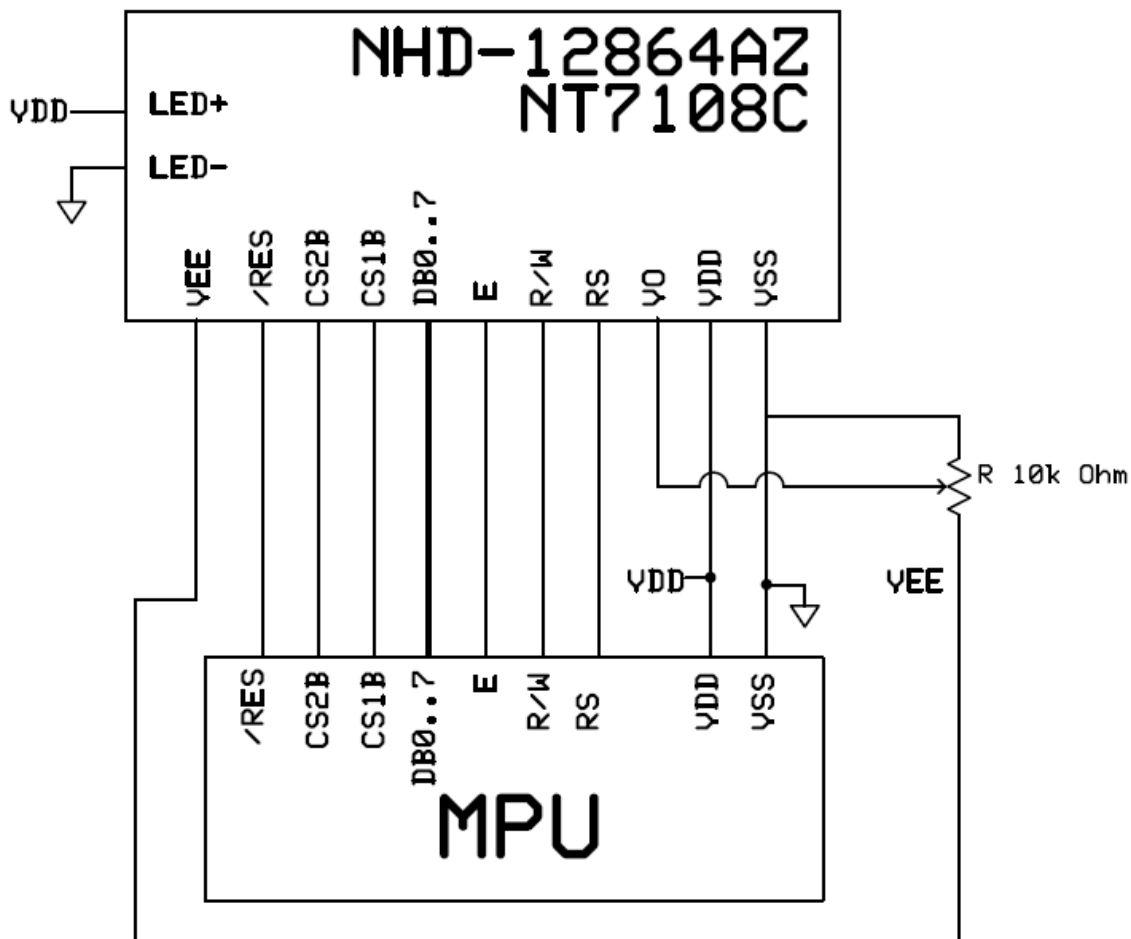 NHD-12864AZ
NT7108C
VDD
LED+
LED-
VEE
/RES
CS2B
CS1B
DB0..7
E
R/W
RS
VO
VDD
VSS
R 10k Ohm
VDD
VEE
/RES
CS2B
CS1B
DB0..7
E
R/W
RS
VDD
VSS
MPU